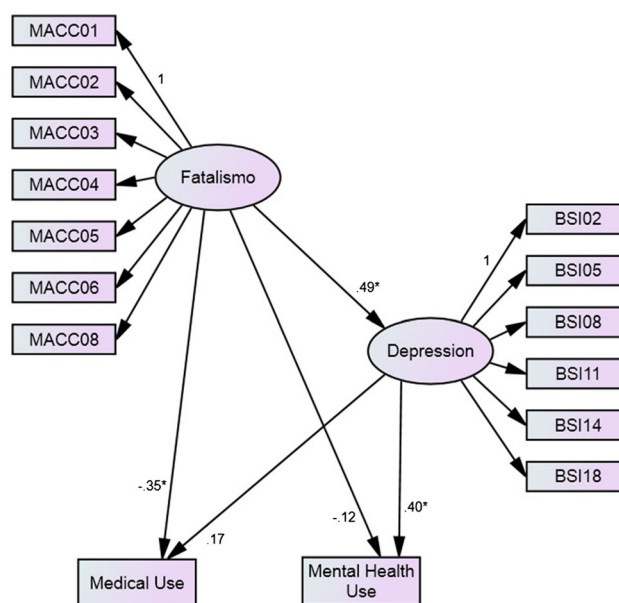 MACC01
MACC02
MACC03
MACC04
MACC05
MACC06
MACC08
1
Fatalismo
.49*
BSI02
BSI05
BSI08
BSI11
BSI14
BSI18
1
Depression
-.35*
.17
-.12
.40*
Medical Use
Mental Health
Use